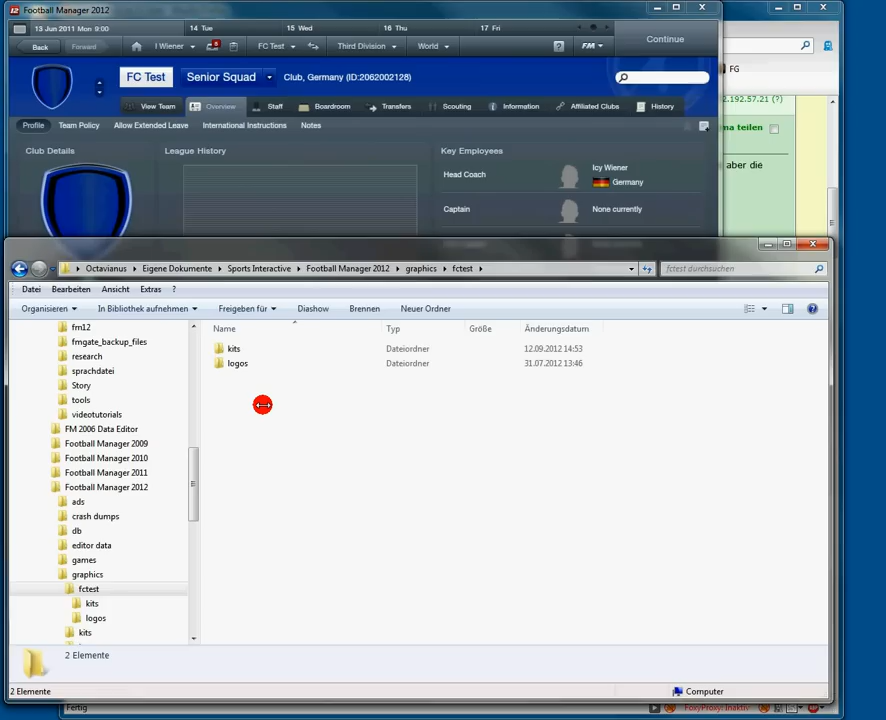 Football Manager 2012
13 Jun 2011 Mon 9:00
14 Tue
15 Wed
16 Thu
17 Fri
Back
Forward
I Wiener
FC Test
Third Division
World
?
FM
Continue
FC Test
Senior Squad
Club, Germany (ID:2062002128)
FG
View Team
Overview
Staff
Boardroom
Transfers
Scouting
Information
Affiliated Clubs
History
.192.57.21 (?)
Profile
Team Policy
Allow Extended Leave
International Instructions
Notes
ma teilen
Club Details
League History
Key Employees
aber die
Head Coach
Icy Wiener
Germany
Captain
None currently
Octavianus
Eigene Dokumente
Sports Interactive
Football Manager 2012
graphics
fctest
fctest durchsuchen
Datei
Bearbeiten
Ansicht
Extras
?
Organisieren
In Bibliothek aufnehmen
Freigeben für
Diashow
Brennen
Neuer Ordner
Name
Typ
Größe
Änderungsdatum
kits
Dateiordner
12.09.2012 14:53
logos
Dateiordner
31.07.2012 13:46
fm12
fmgate_backup_files
research
sprachdatei
Story
tools
videotutorials
FM 2006 Data Editor
Football Manager 2009
Football Manager 2010
Football Manager 2011
Football Manager 2012
ads
crash dumps
db
editor data
games
graphics
fctest
kits
logos
kits
2 Elemente
2 Elemente
Computer
Fertig
FoxyProxy: Inaktiv